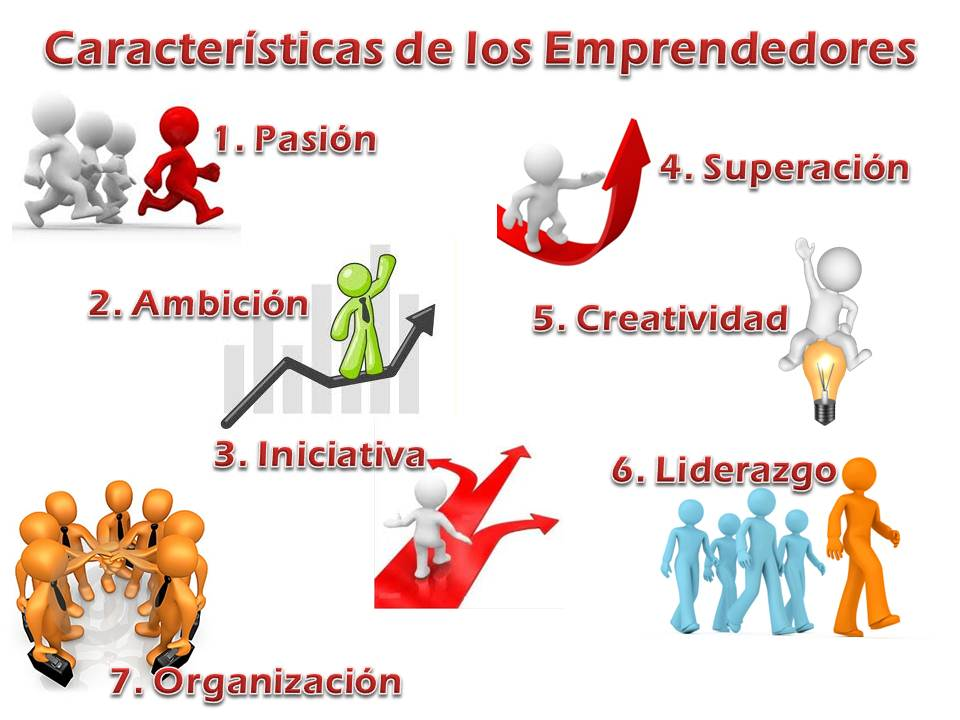 Características de los Emprendedores
1. Pasión
2. Ambición
3. Iniciativa
4. Superación
5. Creatividad
6. Liderazgo
7. Organización